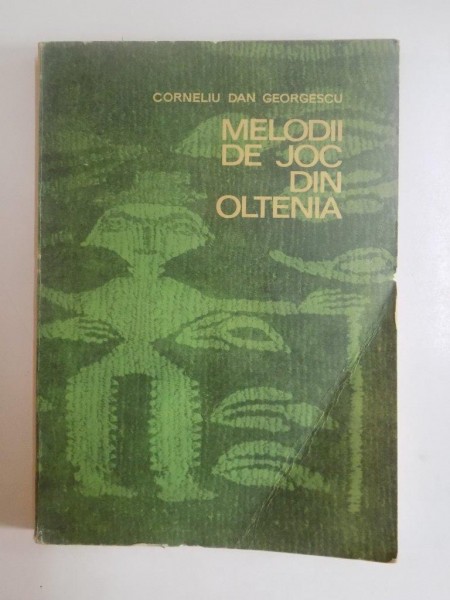 CORNELIU DAN GEORGESCU
MELODII
DE JOC
DIN
OLTENIA